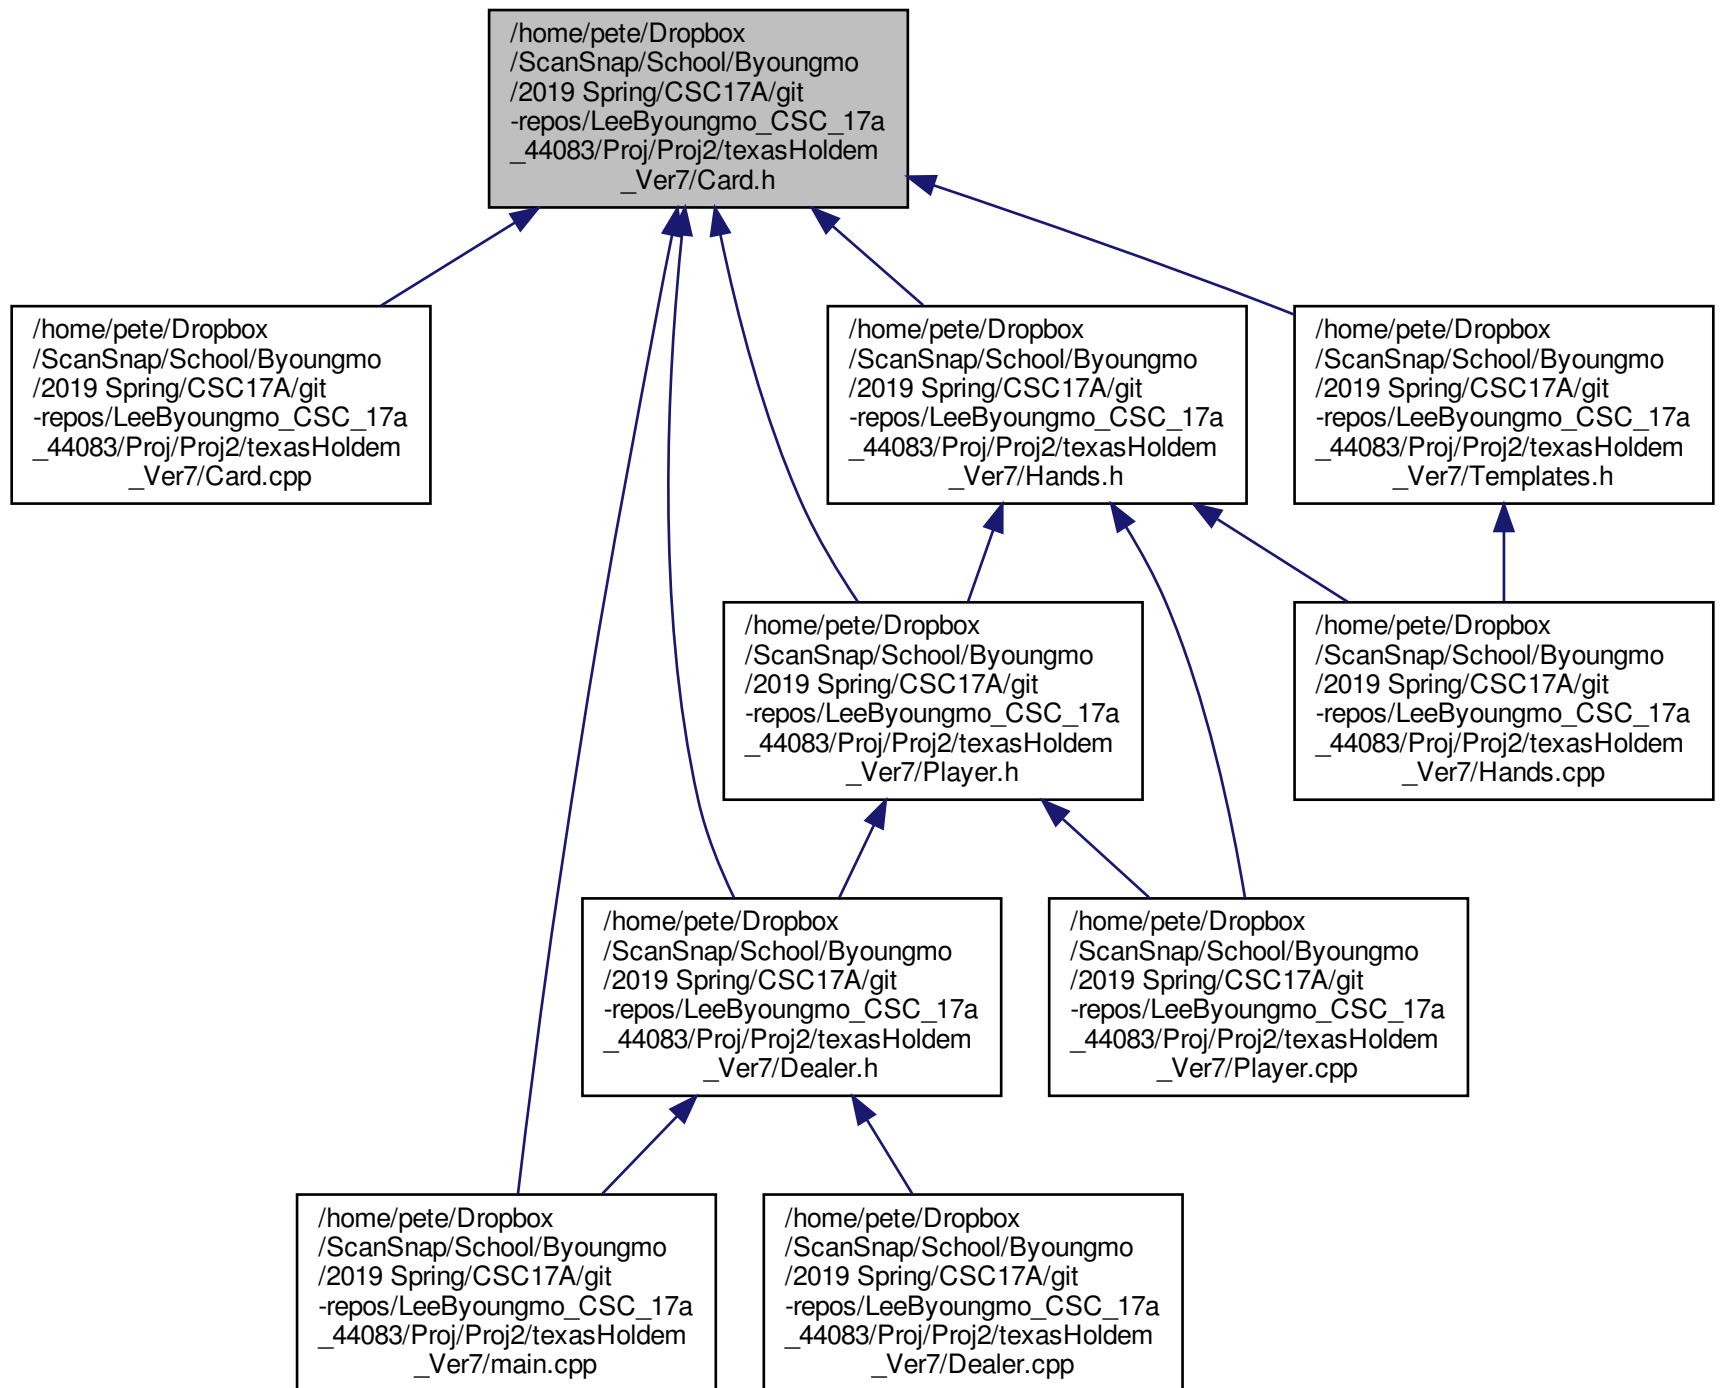 /home/pete/Dropbox
/ScanSnap/School/Byoungmo
/2019 Spring/CSC17A/git
-repos/LeeByoungmo_CSC_17a
_44083/Proj/Proj2/texasHoldem
_Ver7/Card.h
/home/pete/Dropbox
/ScanSnap/School/Byoungmo
/2019 Spring/CSC17A/git
-repos/LeeByoungmo_CSC_17a
_44083/Proj/Proj2/texasHoldem
_Ver7/Card.cpp
/home/pete/Dropbox
/ScanSnap/School/Byoungmo
/2019 Spring/CSC17A/git
-repos/LeeByoungmo_CSC_17a
_44083/Proj/Proj2/texasHoldem
_Ver7/Hands.h
/home/pete/Dropbox
/ScanSnap/School/Byoungmo
/2019 Spring/CSC17A/git
-repos/LeeByoungmo_CSC_17a
_44083/Proj/Proj2/texasHoldem
_Ver7/Templates.h
/home/pete/Dropbox
/ScanSnap/School/Byoungmo
/2019 Spring/CSC17A/git
-repos/LeeByoungmo_CSC_17a
_44083/Proj/Proj2/texasHoldem
_Ver7/Player.h
/home/pete/Dropbox
/ScanSnap/School/Byoungmo
/2019 Spring/CSC17A/git
-repos/LeeByoungmo_CSC_17a
_44083/Proj/Proj2/texasHoldem
_Ver7/Hands.cpp
/home/pete/Dropbox
/ScanSnap/School/Byoungmo
/2019 Spring/CSC17A/git
-repos/LeeByoungmo_CSC_17a
_44083/Proj/Proj2/texasHoldem
_Ver7/Dealer.h
/home/pete/Dropbox
/ScanSnap/School/Byoungmo
/2019 Spring/CSC17A/git
-repos/LeeByoungmo_CSC_17a
_44083/Proj/Proj2/texasHoldem
_Ver7/Player.cpp
/home/pete/Dropbox
/ScanSnap/School/Byoungmo
/2019 Spring/CSC17A/git
-repos/LeeByoungmo_CSC_17a
_44083/Proj/Proj2/texasHoldem
_Ver7/main.cpp
/home/pete/Dropbox
/ScanSnap/School/Byoungmo
/2019 Spring/CSC17A/git
-repos/LeeByoungmo_CSC_17a
_44083/Proj/Proj2/texasHoldem
_Ver7/Dealer.cpp